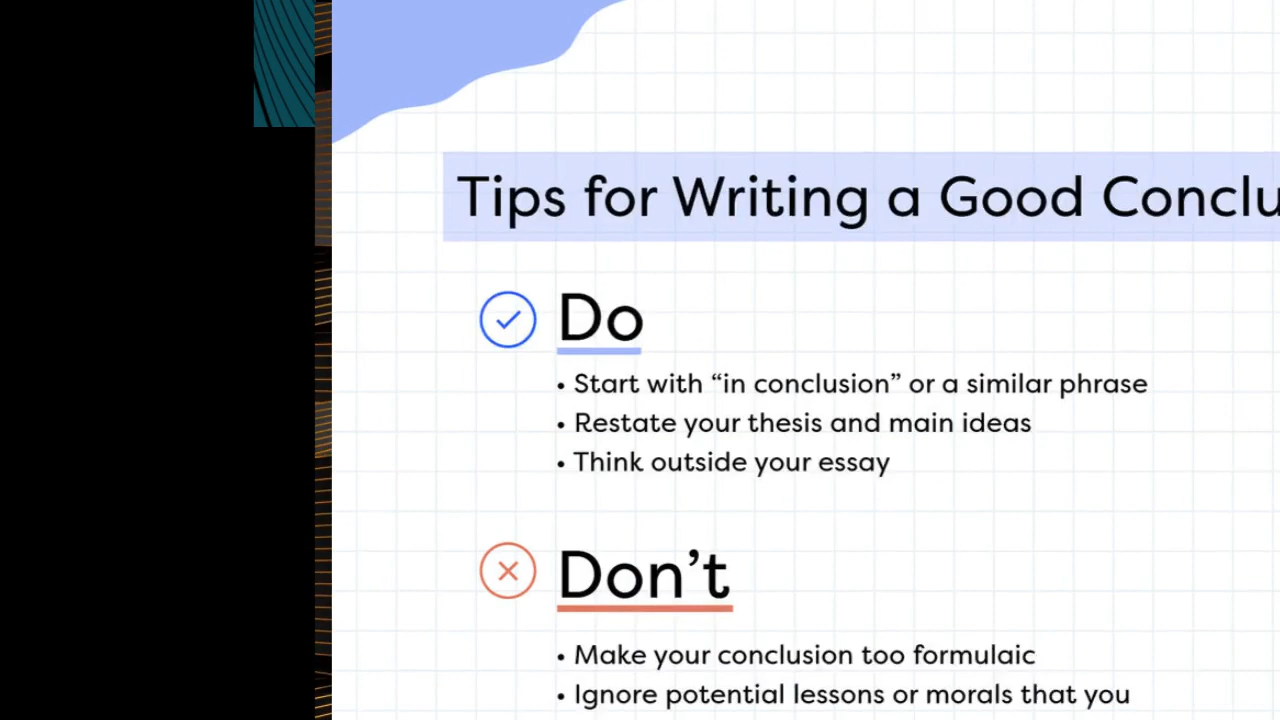 Tips for Writing a Good Conclu
Do
• Start with “in conclusion” or a similar phrase
• Restate your thesis and main ideas
• Think outside your essay
Don’t
• Make your conclusion too formulaic
• Ignore potential lessons or morals that you